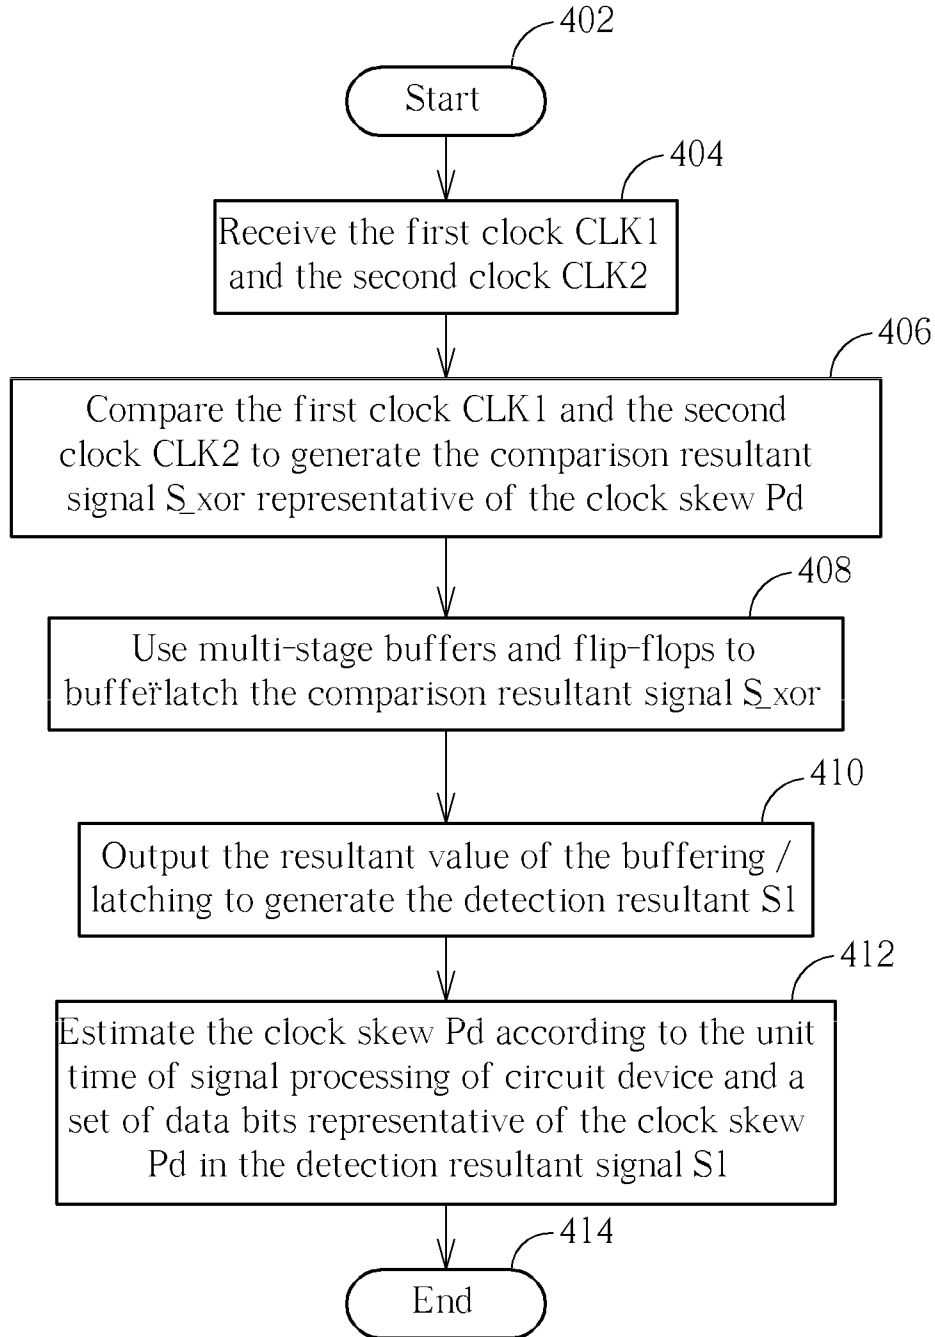 402
Start
404
Receive the first clock CLK1
and the second clock CLK2
406
Compare the first clock CLK1 and the second
clock CLK2 to generate the comparison resultant
signal S_xor representative of the clock skew Pd
408
Use multi-stage buffers and flip-flops to
bufferϊlatch the comparison resultant signal S_xor
410
Output the resultant value of the buffering /
latching to generate the detection resultant S1
412
Estimate the clock skew Pd according to the unit
time of signal processing of circuit device and a
set of data bits representative of the clock skew
Pd in the detection resultant signal S1
414
End